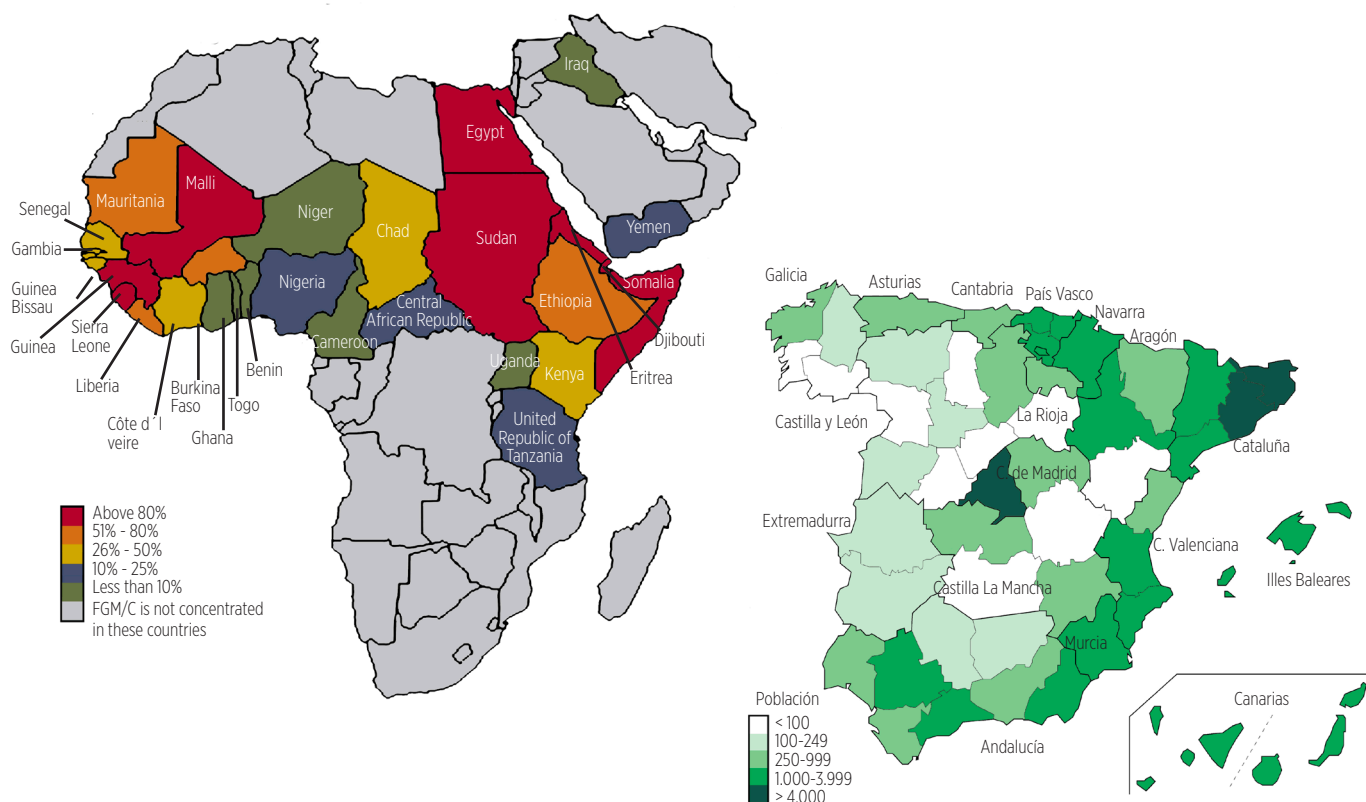 Iraq
Egypt
Mauritania
Malli
Niger
Chad
Sudan
Yemen
Senegal
Gambia
Guinea
Bissau
Guinea
Sierra
Leone
Liberia
Côte d´I
veire
Burkina
Faso
Ghana
Togo
Benin
Nigeria
Cameroon
Central
African Republic
Ethiopia
Somalia
Djibouti
Eritrea
Uganda
Kenya
United
Republic of
Tanzania
Above 80%
51% - 80%
26% - 50%
10% - 25%
Less than 10%
FGM/C is not concentrated
in these countries
Galicia
Asturias
Cantabria
País Vasco
Navarra
Aragón
Castilla y León
La Rioja
Cataluña
C. de Madrid
Extremadurra
C. Valenciana
Illes Baleares
Castilla La Mancha
Murcia
Andalucía
Canarias
Población
< 100
100-249
250-999
1.000-3.999
> 4.000